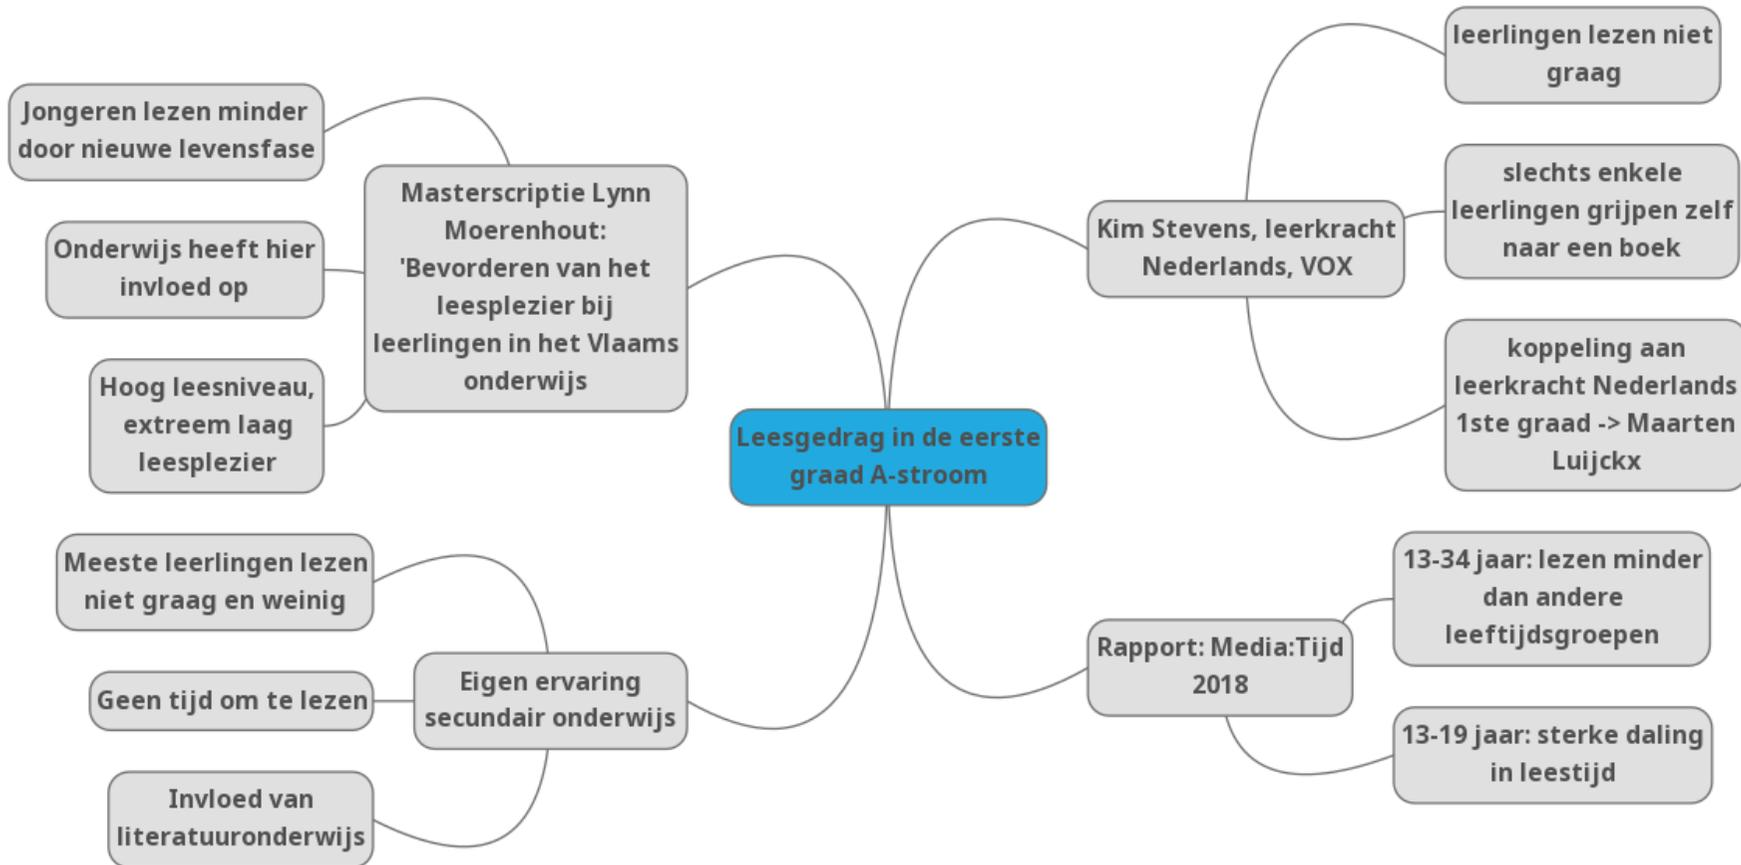 Leesgedrag in de eerste
graad A-stroom
Masterscriptie Lynn
Moerenhout:
'Bevorderen van het
leesplezier bij
leerlingen in het Vlaams
onderwijs
Jongeren lezen minder
door nieuwe levensfase
Onderwijs heeft hier
invloed op
Hoog leesniveau,
extreem laag
leesplezier
Eigen ervaring
secundair onderwijs
Meeste leerlingen lezen
niet graag en weinig
Geen tijd om te lezen
Invloed van
literatuuronderwijs
Kim Stevens, leerkracht
Nederlands, VOX
leerlingen lezen niet
graag
slechts enkele
leerlingen grijpen zelf
naar een boek
koppeling aan
leerkracht Nederlands
1ste graad -> Maarten
Luijckx
Rapport: Media:Tijd
2018
13-34 jaar: lezen minder
dan andere
leeftijdsgroepen
13-19 jaar: sterke daling
in leestijd